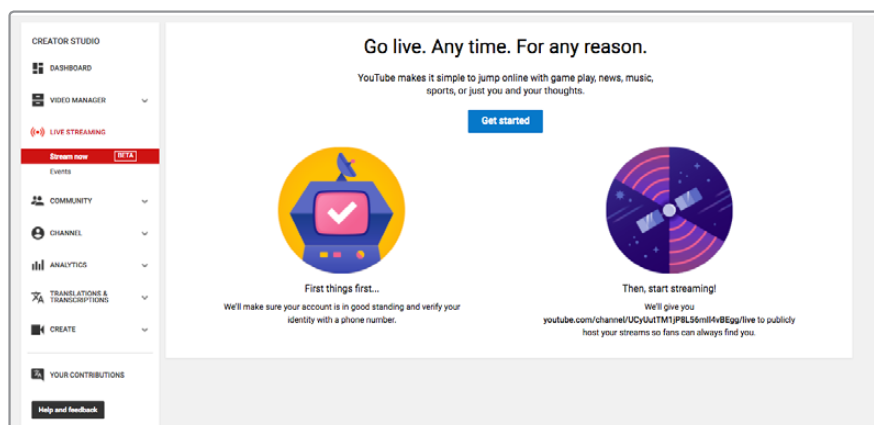 CREATOR STUDIO
DASHBOARD
VIDEO MANAGER
LIVE STREAMING
Stream now BETA
Events
COMMUNITY
CHANNEL
ANALYTICS
TRANSLATIONS &
TRANSCRIPTIONS
CREATE
YOUR CONTRIBUTIONS
Help and feedback
Go live. Any time. For any reason.
YouTube makes it simple to jump online with game play, news, music,
sports, or just you and your thoughts.
Get started
First things first...
We'll make sure your account is in good standing and verify your
identity with a phone number.
Then, start streaming!
We'll give you
youtube.com/channel/UCyUutTM1jP8L56mll4vBEgg/live to publicly
host your streams so fans can always find you.